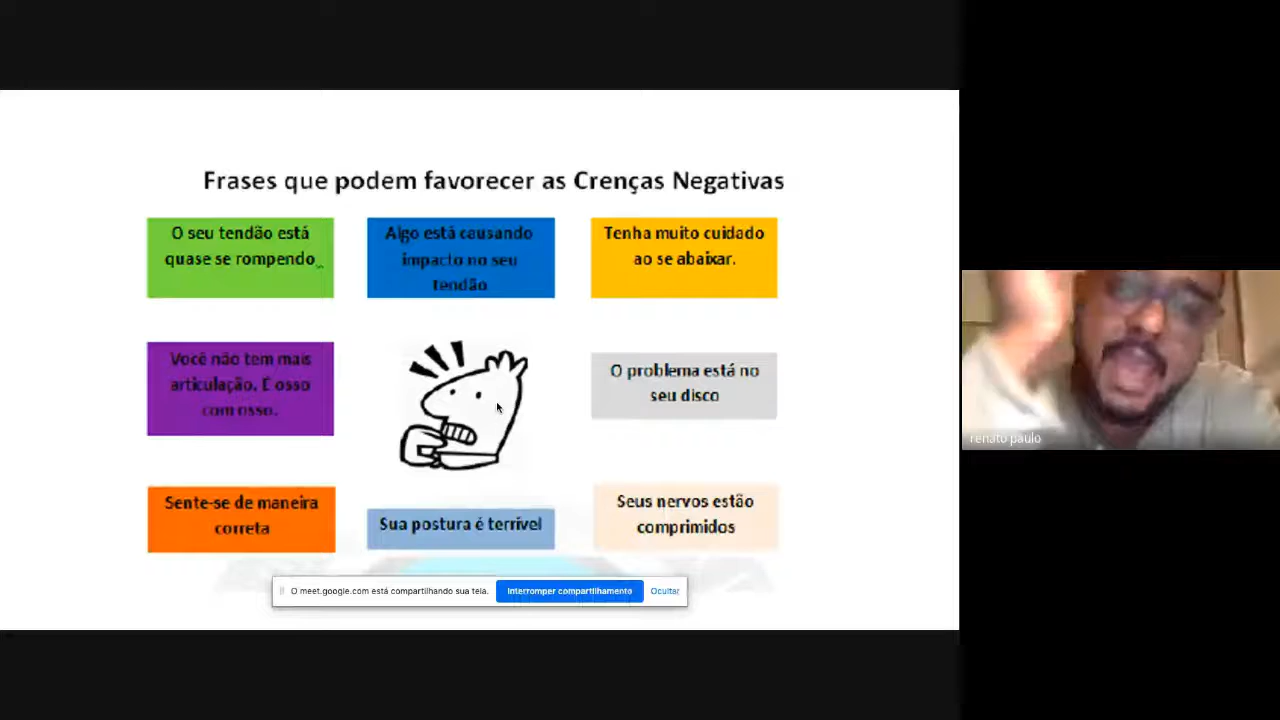 Frases que podem favorecer as Crenças Negativas
O seu tendão está
quase se rompendo
Algo está causando
impacto no seu
tendão
Tenha muito cuidado
ao se abaixar.
Você não tem mais
articulação. É osso
com osso.
O problema está no
seu disco
Sente-se de maneira
correta
Sua postura é terrível
Seus nervos estão
comprimidos
O meet.google.com está compartilhando sua tela.
Interromper compartilhamento
Ocultar
renato paulo